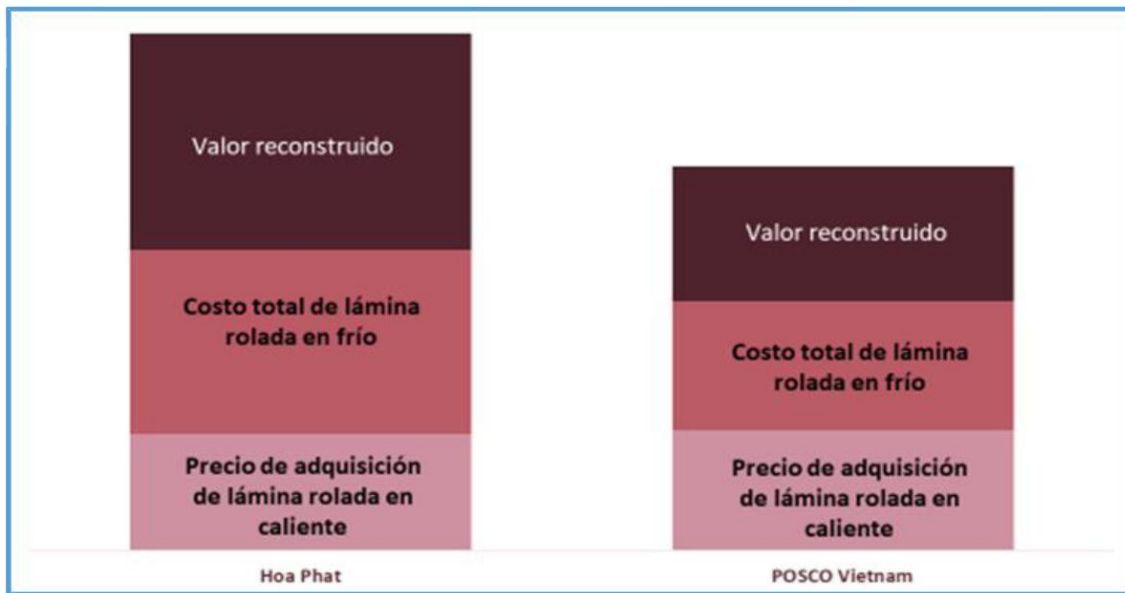 Valor reconstruido
Costo total de lámina
rolada en frío
Precio de adquisición
de lámina rolada en
caliente
Hoa Phat
Valor reconstruido
Costo total de lámina
rolada en frío
Precio de adquisición
de lámina rolada en
caliente
POSCO Vietnam